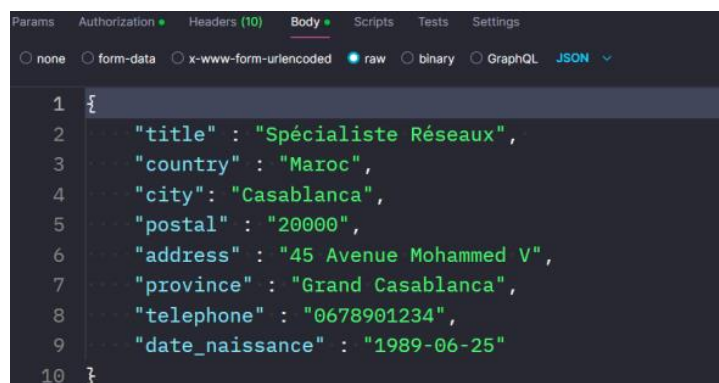 Params Authorization Headers (10) Body Scripts Tests Settings
none form-data x-www-form-urlencoded raw binary GraphQL JSON
1 {
2 "title" : "Spécialiste Réseaux",
3 "country" : "Maroc",
4 "city": "Casablanca",
5 "postal" : "20000",
6 "address" : "45 Avenue Mohammed V",
7 "province" : "Grand Casablanca",
8 "telephone" : "0678901234",
9 "date_naissance" : "1989-06-25"
10 }